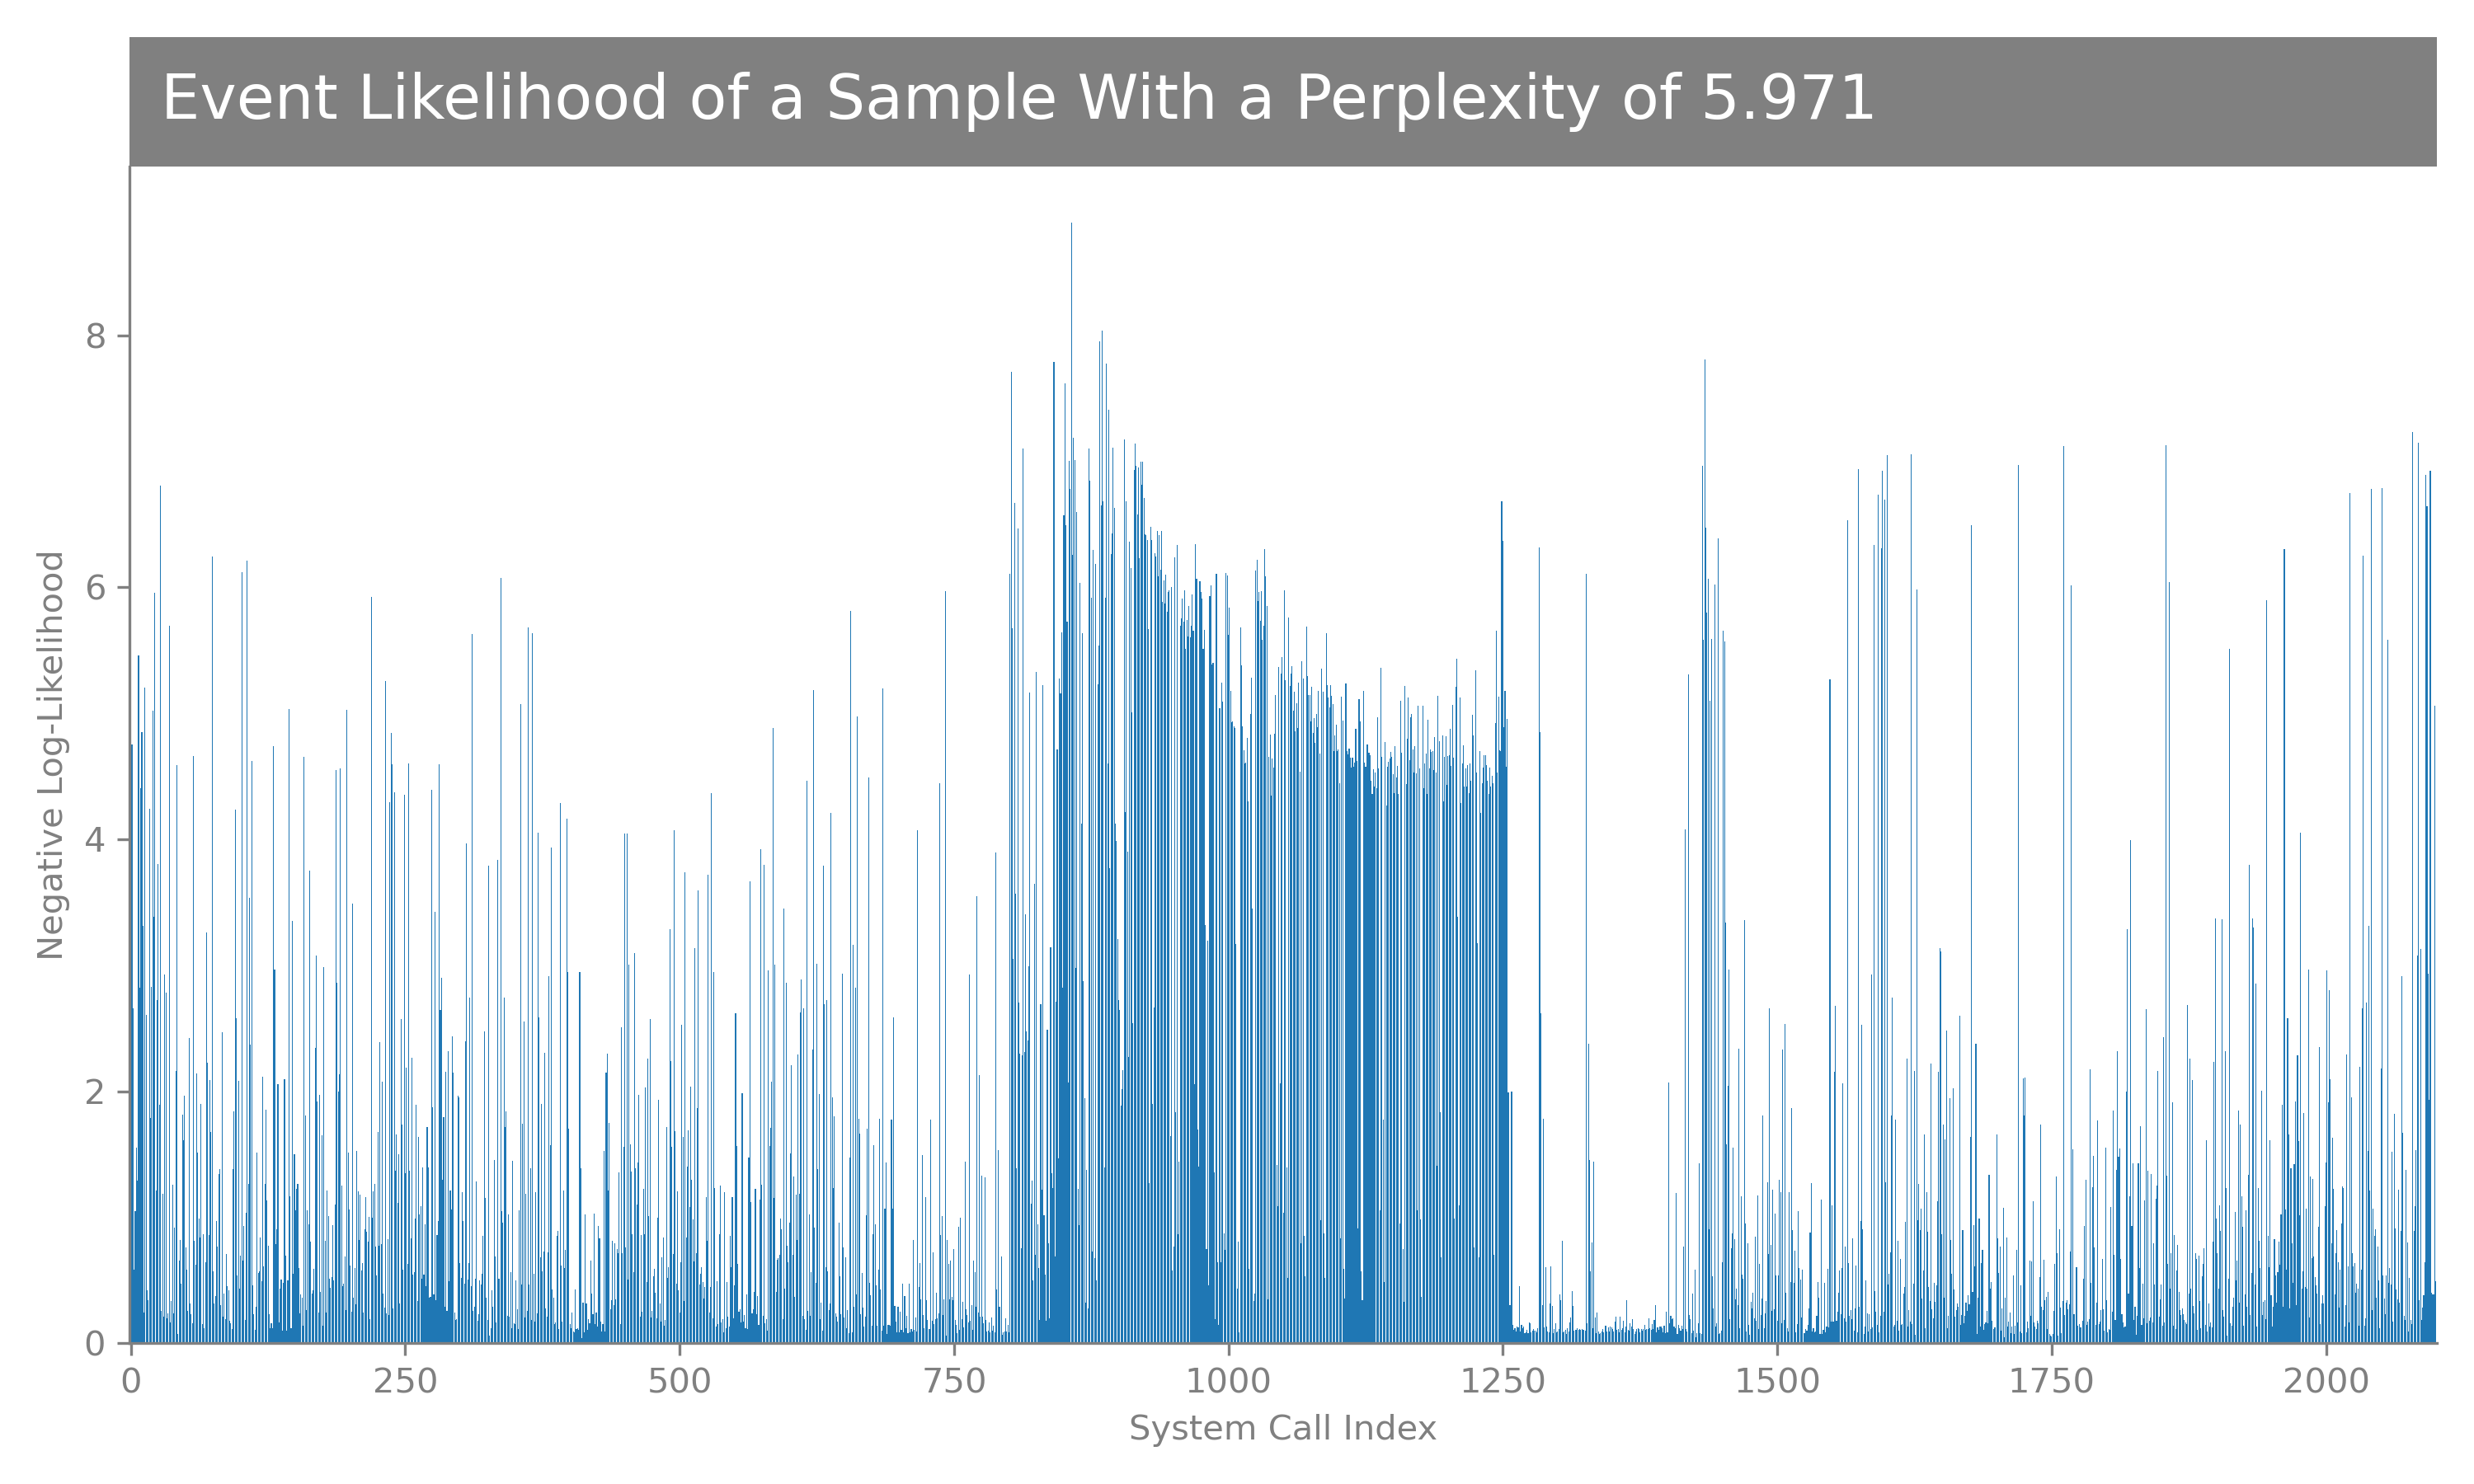 Event Likelihood of a Sample With a Perplexity of 5.971
Negative Log-Likelihood
8
6
4
2
0
0 250 500 750 1000 1250 1500 1750 2000
System Call Index